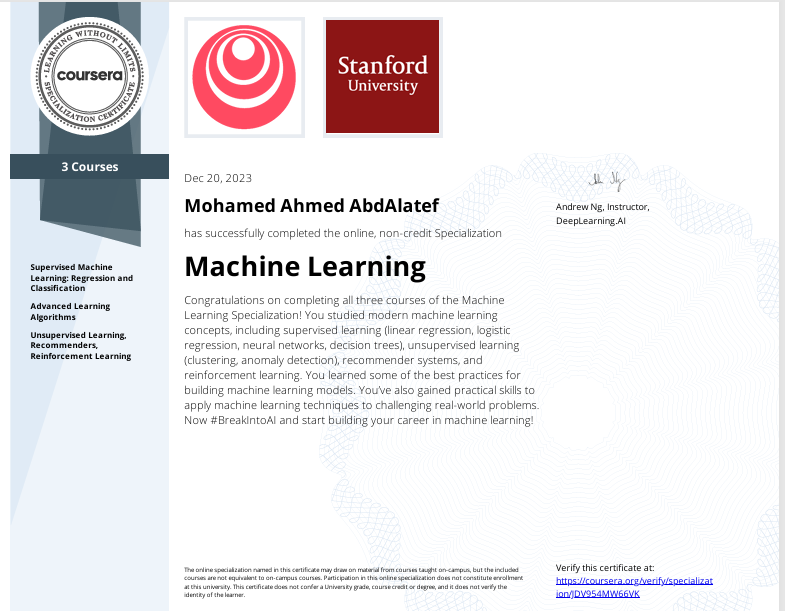 LEARNING WITHOUT LIMITS
coursera
SPECIALIZATION CERTIFICATE
3 Courses
Supervised Machine
Learning: Regression and
Classification
Advanced Learning
Algorithms
Unsupervised Learning,
Recommenders,
Reinforcement Learning
Stanford
University
Dec 20, 2023
Mohamed Ahmed AbdAlatef
has successfully completed the online, non-credit Specialization
Machine Learning
Congratulations on completing all three courses of the Machine
Learning Specialization! You studied modern machine learning
concepts, including supervised learning (linear regression, logistic
regression, neural networks, decision trees), unsupervised learning
(clustering, anomaly detection), recommender systems, and
reinforcement learning. You learned some of the best practices for
building machine learning models. You’ve also gained practical skills to
apply machine learning techniques to challenging real-world problems.
Now #BreakIntoAI and start building your career in machine learning!
Andrew Ng, Instructor,
DeepLearning.AI
The online specialization named in this certificate may draw on material from courses taught on-campus, but the included
courses are not equivalent to on-campus courses. Participation in this online specialization does not constitute enrollment
at this university. This certificate does not confer a University grade, course credit or degree, and it does not verify the
identity of the learner.
Verify this certificate at:
https://coursera.org/verify/specializat
ion/JDV954MW66VK